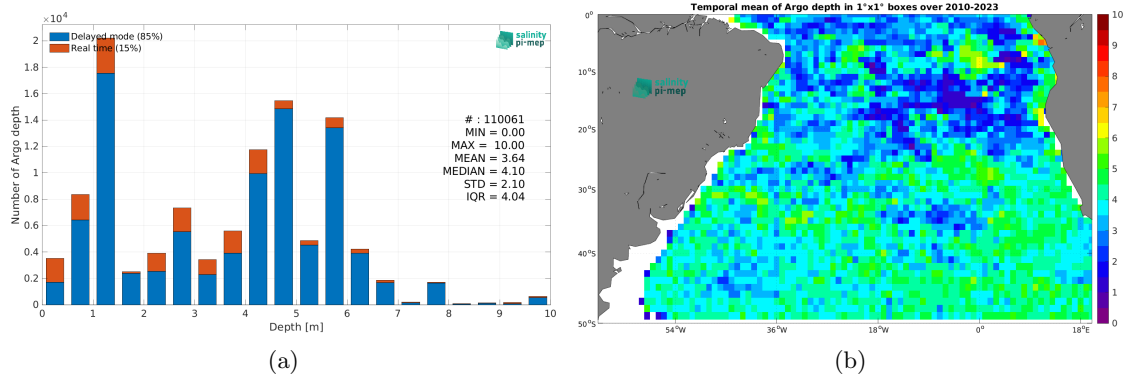 ×10⁴
Delayed mode (85%)
Real time (15%)
salinity
pi-mep
# : 110061
MIN = 0.00
MAX = 10.00
MEAN = 3.64
MEDIAN = 4.10
STD = 2.10
IQR = 4.04
Number of Argo depth
2
1.8
1.6
1.4
1.2
1
0.8
0.6
0.4
0.2
0
0 1 2 3 4 5 6 7 8 9 10
Depth [m]
(a)
Temporal mean of Argo depth in 1°x1° boxes over 2010-2023
salinity
pi-mep
0°
10°S
20°S
30°S
40°S
50°S
54°W 36°W 18°W 0° 18°E
10
9
8
7
6
5
4
3
2
1
0
(b)